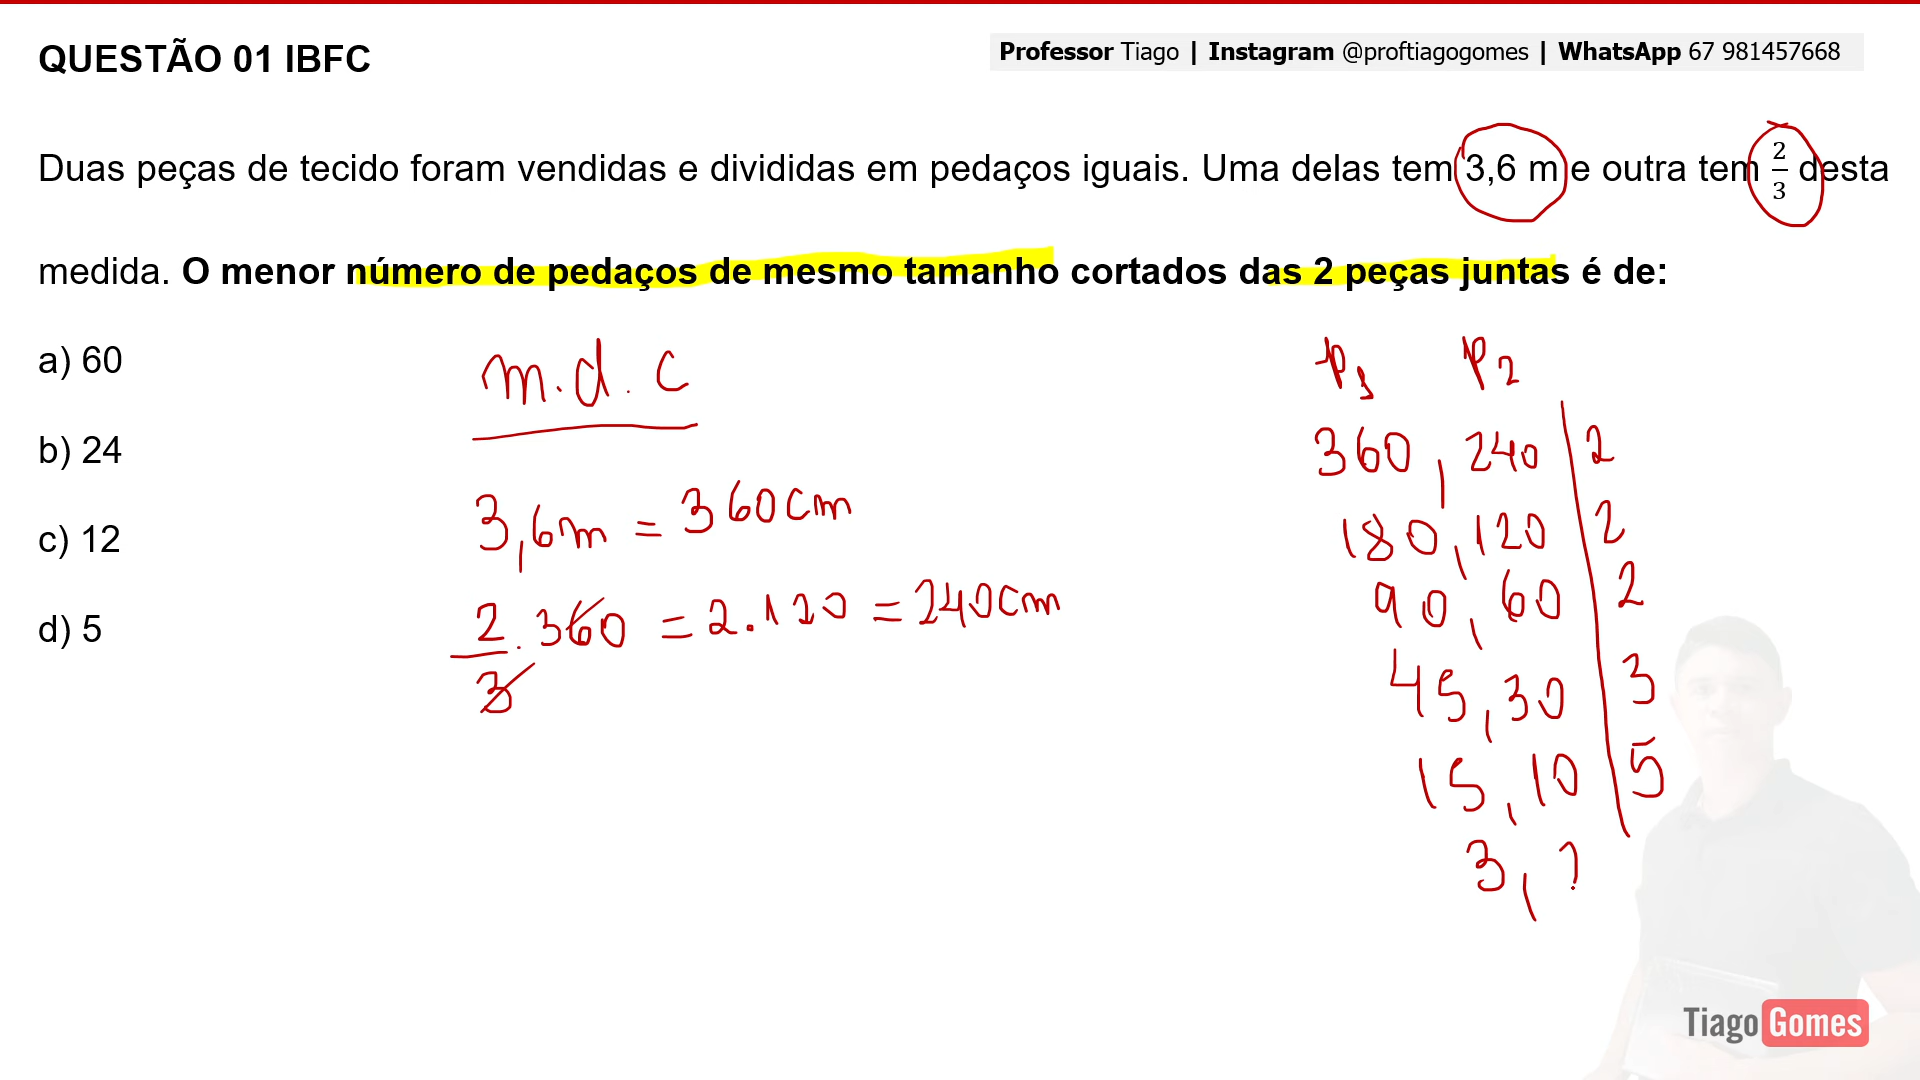 QUESTÃO 01 IBFC
Professor Tiago | Instagram @proftiagogomes | WhatsApp 67 981457668
Duas peças de tecido foram vendidas e divididas em pedaços iguais. Uma delas tem 3,6 m e outra tem 2/3 desta
medida. O menor número de pedaços de mesmo tamanho cortados das 2 peças juntas é de:
a) 60
b) 24
c) 12
d) 5
m.d.c
3,6m = 360cm
2/3 . 360 = 2.120 = 240cm
P1 P2
360, 240 | 2
180, 120 | 2
90, 60 | 2
45, 30 | 3
15, 10 | 5
3,
Tiago Gomes